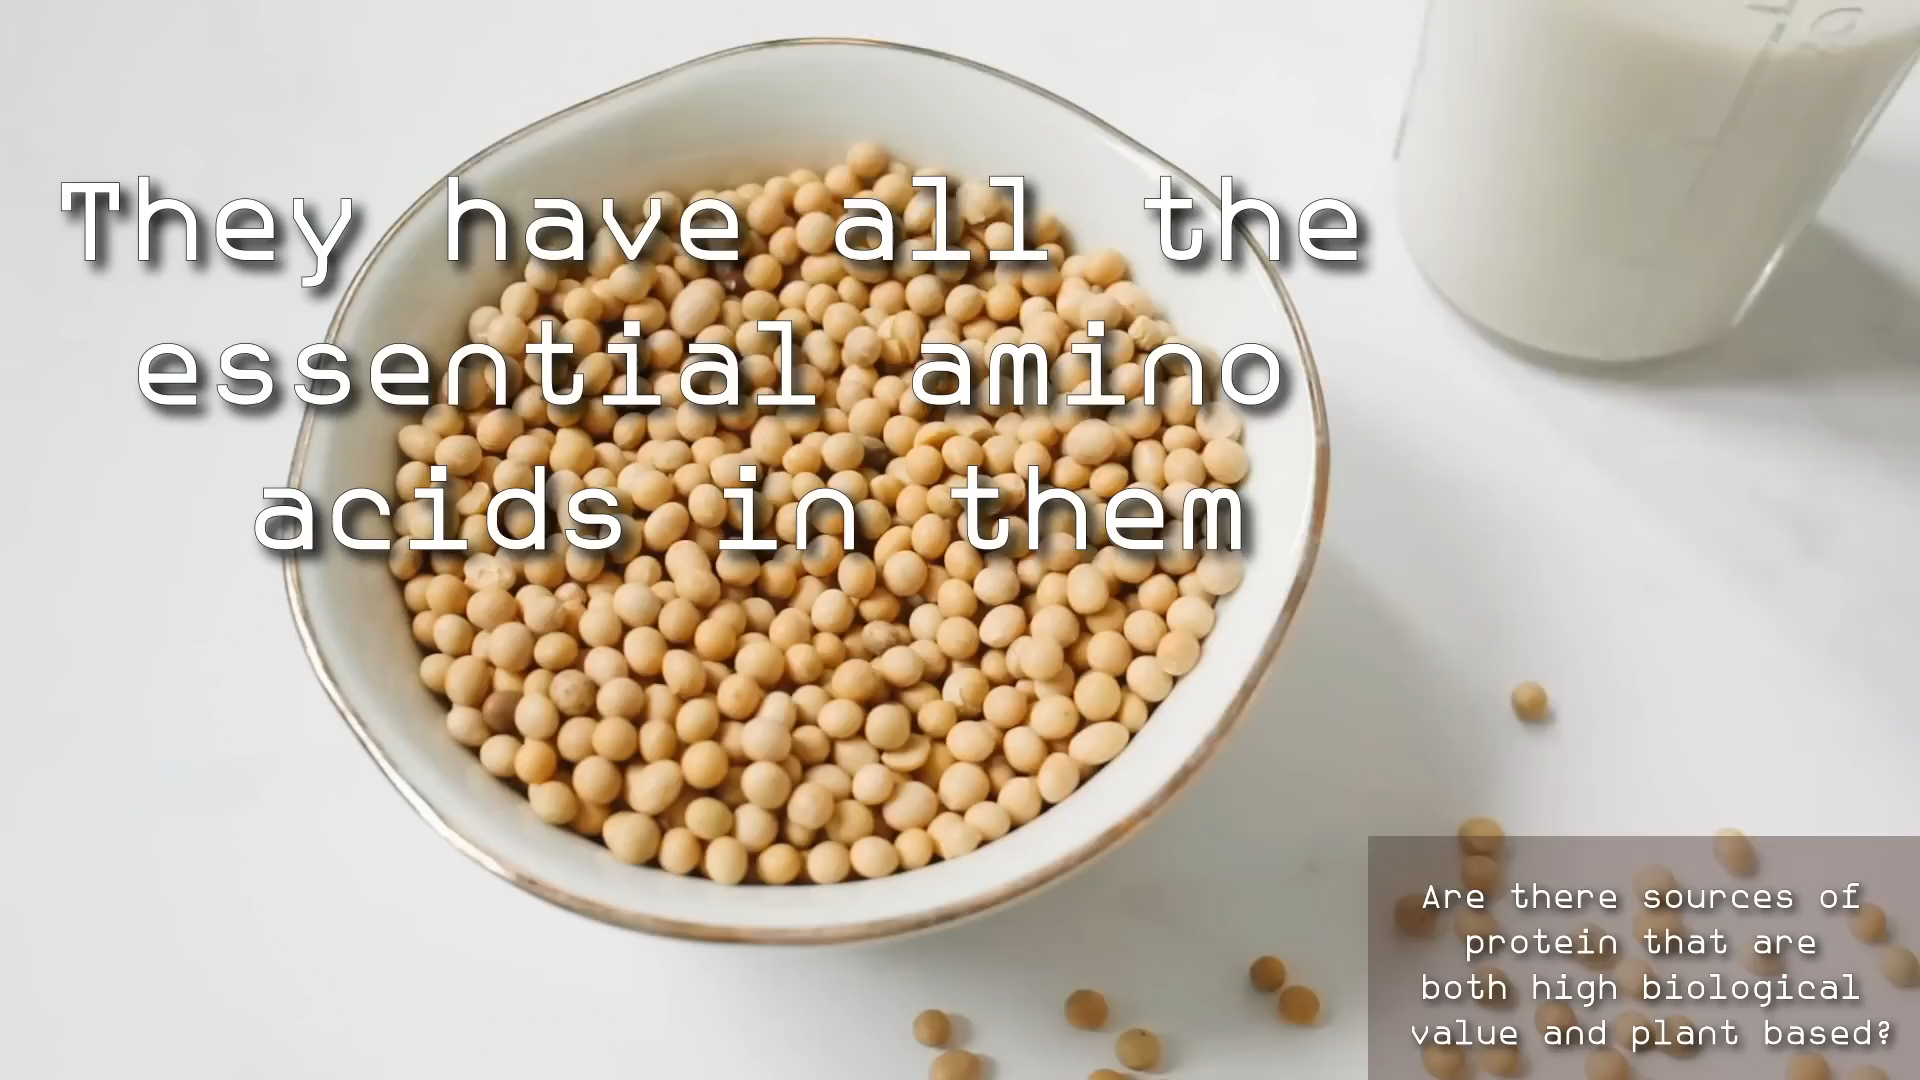 They have all the
essential amino
acids in them
Are there sources of
protein that are
both high biological
value and plant based?